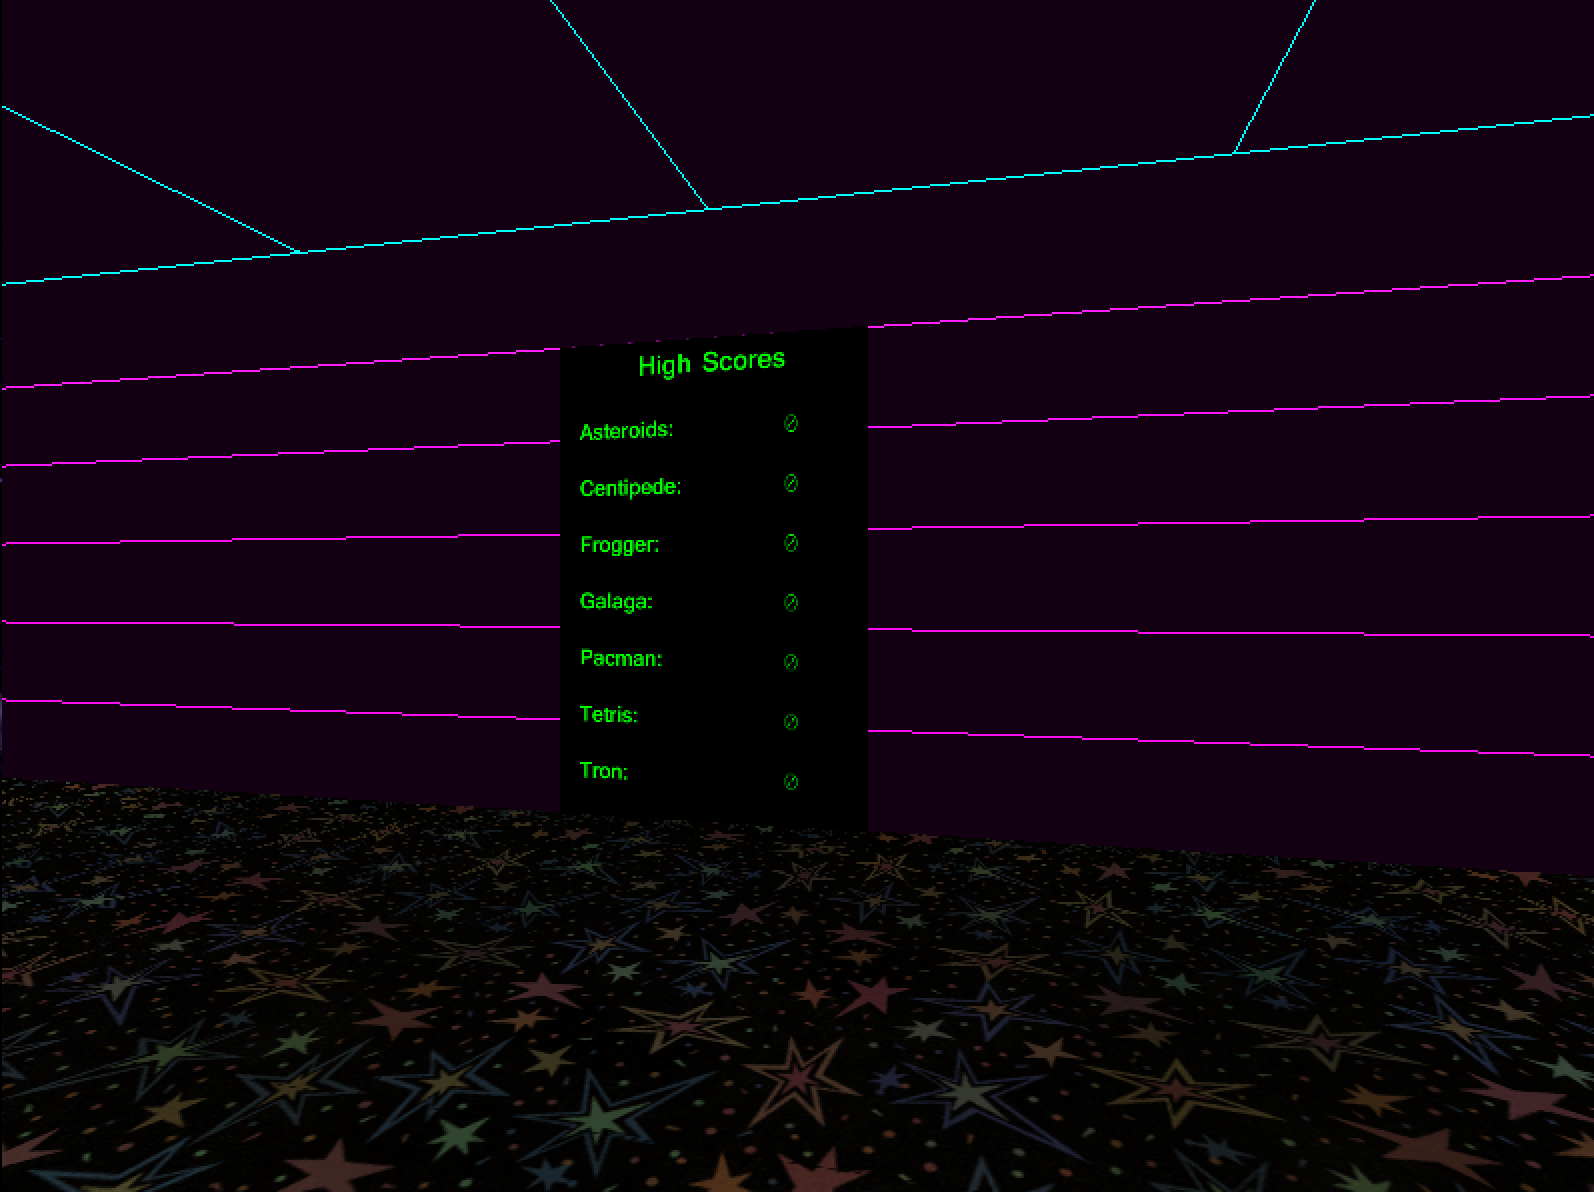 High Scores
Asteroids: 0
Centipede: 0
Frogger: 0
Galaga: 0
Pacman: 0
Tetris: 0
Tron: 0